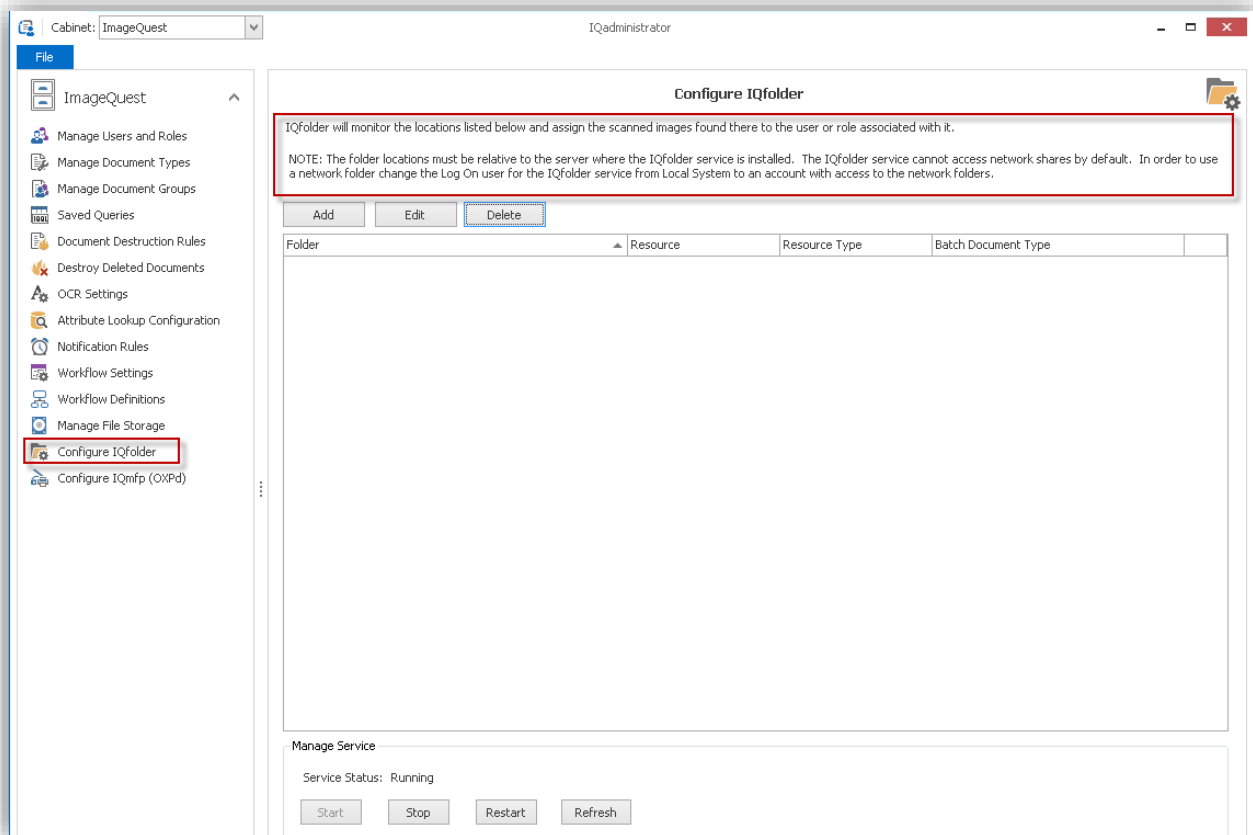 Cabinet: ImageQuest
IQadministrator
File
ImageQuest
Manage Users and Roles
Manage Document Types
Manage Document Groups
Saved Queries
Document Destruction Rules
Destroy Deleted Documents
OCR Settings
Attribute Lookup Configuration
Notification Rules
Workflow Settings
Workflow Definitions
Manage File Storage
Configure IQfolder
Configure IQmfp (OXPd)
Configure IQfolder
IQfolder will monitor the locations listed below and assign the scanned images found there to the user or role associated with it.
NOTE: The folder locations must be relative to the server where the IQfolder service is installed.  The IQfolder service cannot access network shares by default.  In order to use
a network folder change the Log On user for the IQfolder service from Local System to an account with access to the network folders.
Add Edit Delete
Folder Resource Resource Type Batch Document Type
Manage Service
Service Status: Running
Start Stop Restart Refresh